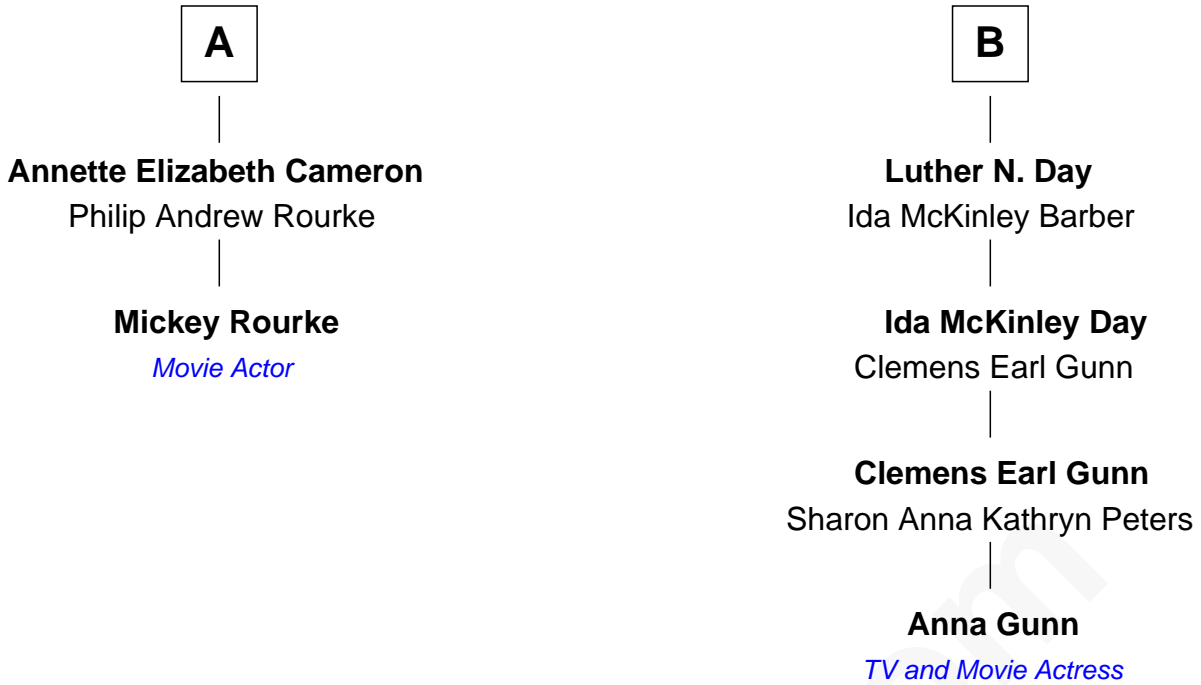 A
Annette Elizabeth Cameron
Philip Andrew Rourke
Mickey Rourke
Movie Actor
B
Luther N. Day
Ida McKinley Barber
Ida McKinley Day
Clemens Earl Gunn
Clemens Earl Gunn
Sharon Anna Kathryn Peters
Anna Gunn
TV and Movie Actress